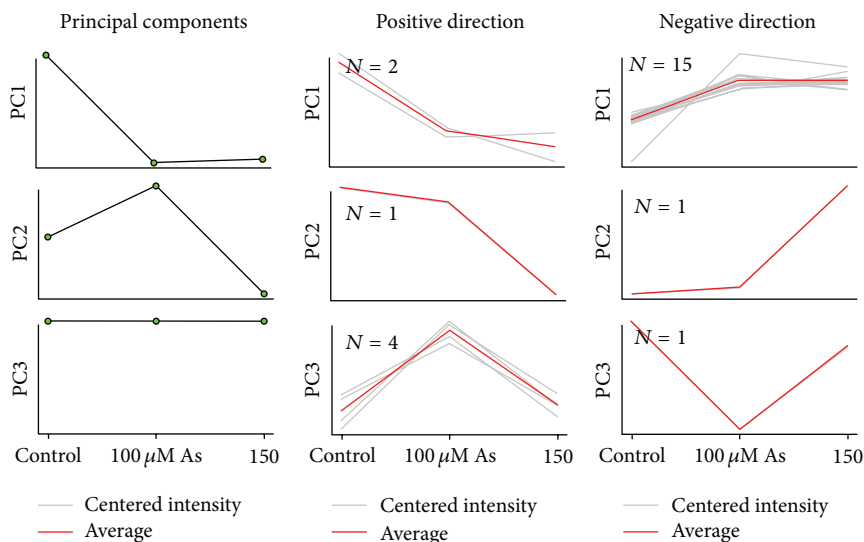 Principal components
Positive direction
Negative direction
PC1
PC1
N = 2
PC1
N = 15
PC2
PC2
N = 1
PC2
N = 1
PC3
PC3
N = 4
PC3
N = 1
Control 100 μM As 150
Control 100 μM As 150
Control 100 μM As 150
Centered intensity
Average
Centered intensity
Average
Centered intensity
Average